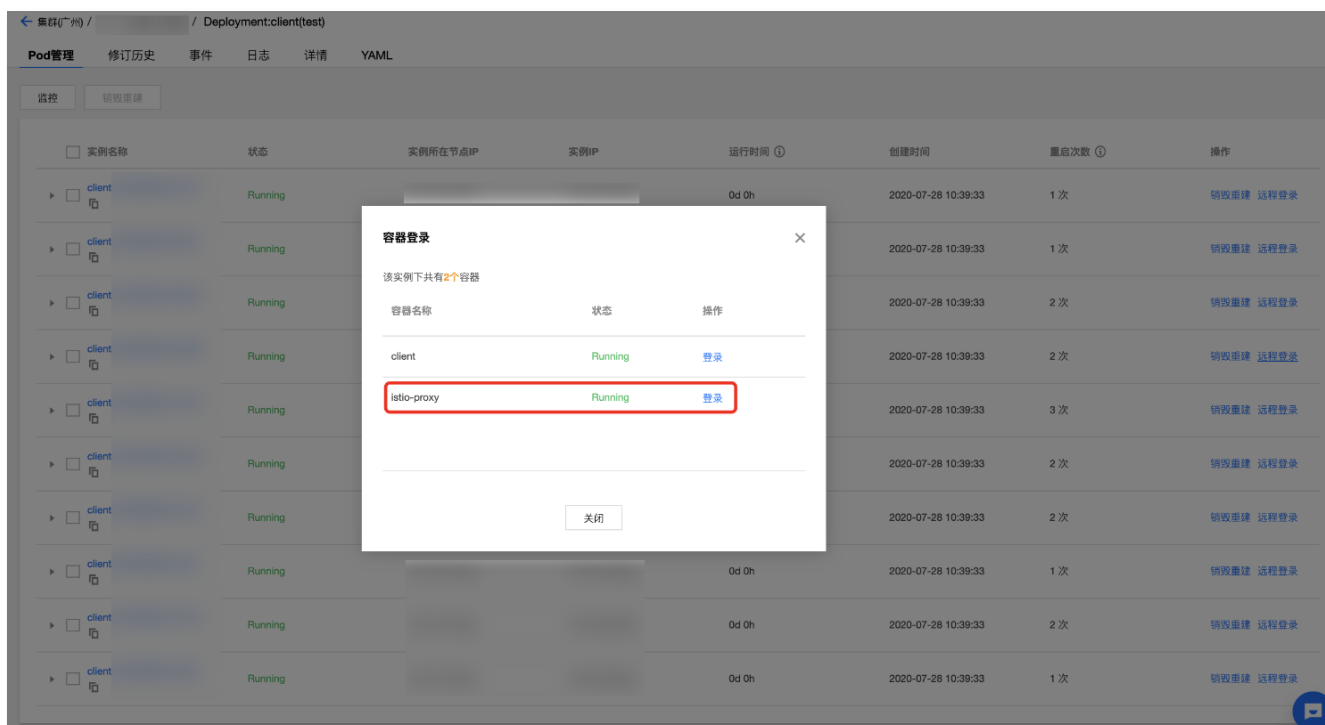 集群(广州) / / Deployment:client(test)
Pod管理 修订历史 事件 日志 详情 YAML
监控 销毁重建
实例名称 状态 实例所在节点IP 实例IP 运行时间 创建时间 重启次数 操作
client Running 0d 0h 2020-07-28 10:39:33 1 次 销毁重建 远程登录
client Running 2020-07-28 10:39:33 1 次 销毁重建 远程登录
client Running 2020-07-28 10:39:33 2 次 销毁重建 远程登录
client Running 2020-07-28 10:39:33 2 次 销毁重建 远程登录
client Running 2020-07-28 10:39:33 3 次 销毁重建 远程登录
client Running 2020-07-28 10:39:33 2 次 销毁重建 远程登录
client Running 2020-07-28 10:39:33 2 次 销毁重建 远程登录
client Running 0d 0h 2020-07-28 10:39:33 1 次 销毁重建 远程登录
client Running 0d 0h 2020-07-28 10:39:33 2 次 销毁重建 远程登录
client Running 0d 0h 2020-07-28 10:39:33 1 次 销毁重建 远程登录
容器登录
该实例下共有2个容器
容器名称 状态 操作
client Running 登录
istio-proxy Running 登录
关闭